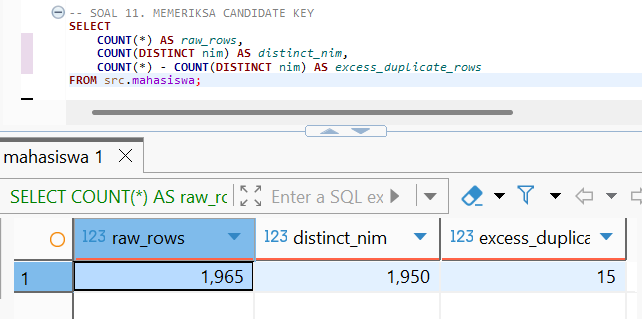 -- SOAL 11. MEMERIKSA CANDIDATE KEY
SELECT
COUNT(*) AS raw_rows,
COUNT(DISTINCT nim) AS distinct_nim,
COUNT(*) - COUNT(DISTINCT nim) AS excess_duplicate_rows
FROM src.mahasiswa;
mahasiswa 1
SELECT COUNT(*) AS raw_rc Enter a SQL ex
123 raw_rows 123 distinct_nim 123 excess_duplica
1 1,965 1,950 15